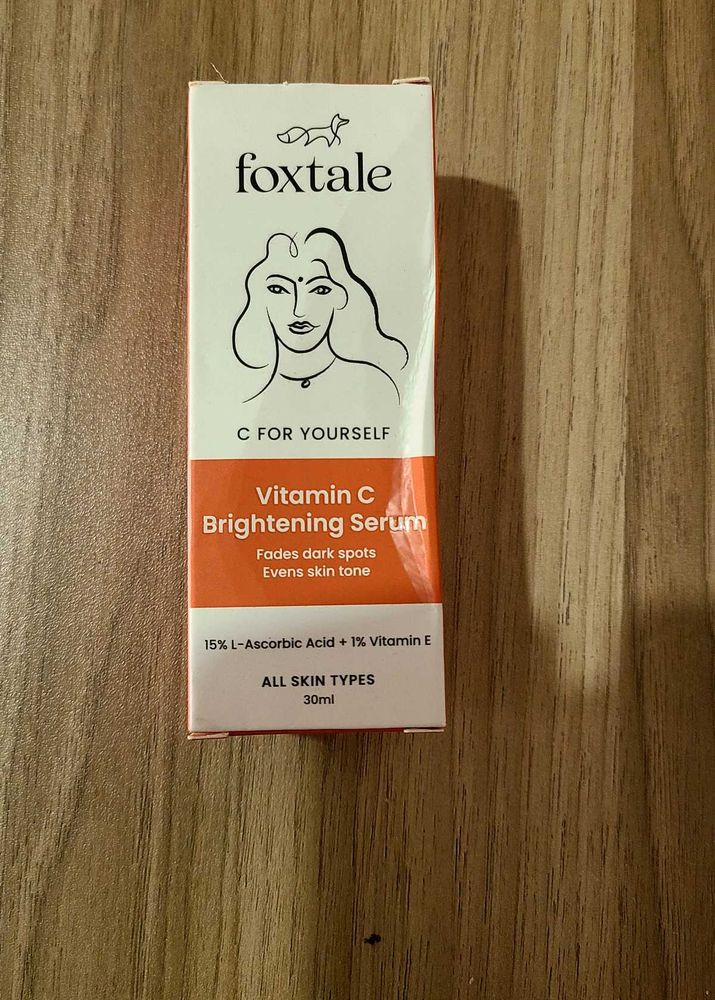 foxtale
C FOR YOURSELF
Vitamin C
Brightening Serum
Fades dark spots
Evens skin tone
15% L-Ascorbic Acid + 1% Vitamin E
ALL SKIN TYPES
30ml